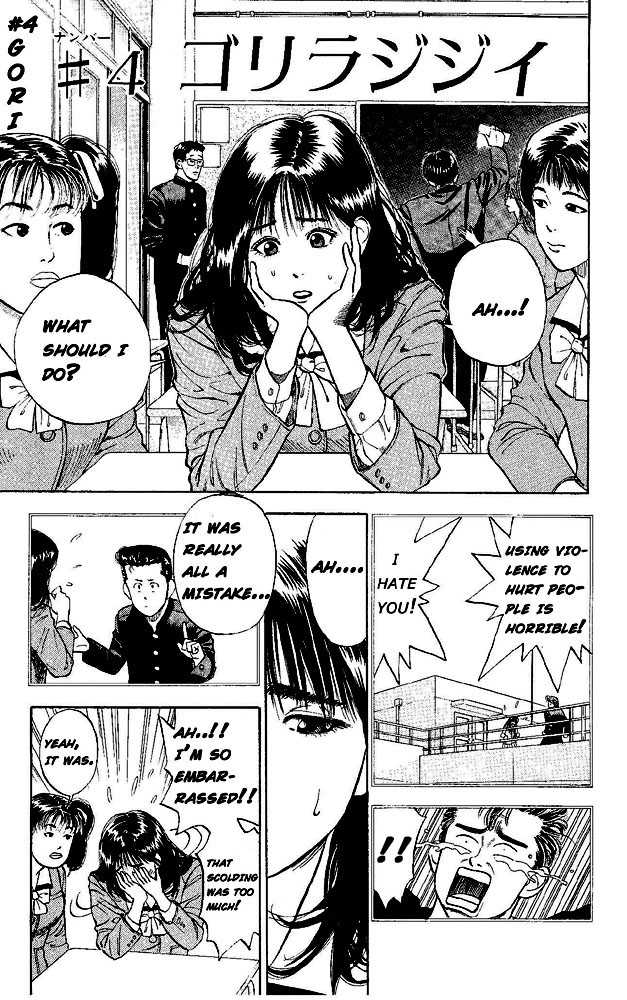 #4
GORI
ナンバー
#4 ゴリラジジイ
AH...!
WHAT
SHOULD I
DO?
USING VIO-
LENCE TO
HURT PEO-
PLE IS
HORRIBLE!
I
HATE
YOU!
!!
AH....
IT WAS
REALLY
ALL A
MISTAKE...
AH..!!
I'M SO
EMBAR-
RASSED!!
THAT
SCOLDING
WAS TOO
MUCH!
YEAH,
IT WAS.